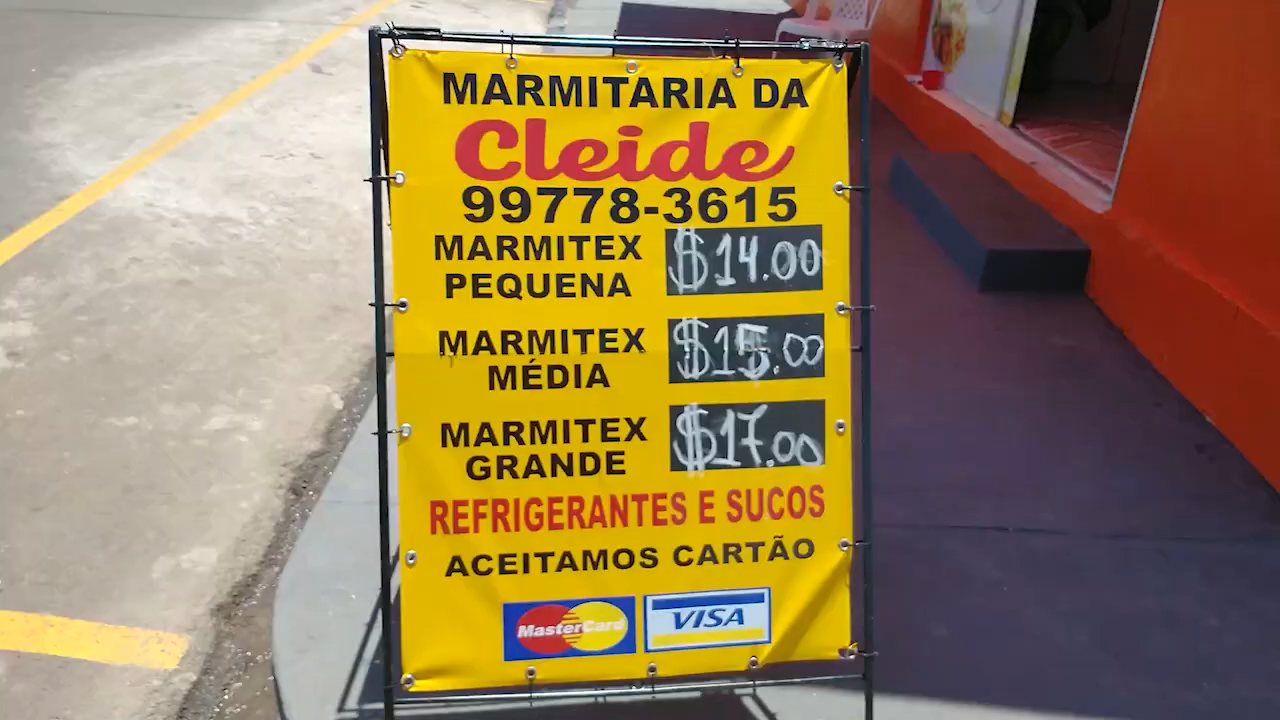 MARMITARIA DA
Cleide
99778-3615
MARMITEX PEQUENA $14.00
MARMITEX MÉDIA $15.00
MARMITEX GRANDE $17.00
REFRIGERANTES E SUCOS
ACEITAMOS CARTÃO
MasterCard VISA